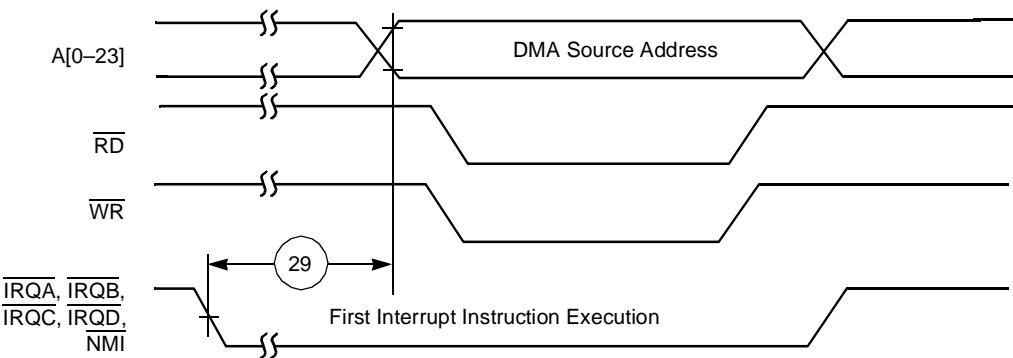 A[0–23]
DMA Source Address
RD
WR
29
IRQA, IRQB,
IRQC, IRQD,
NMI
First Interrupt Instruction Execution